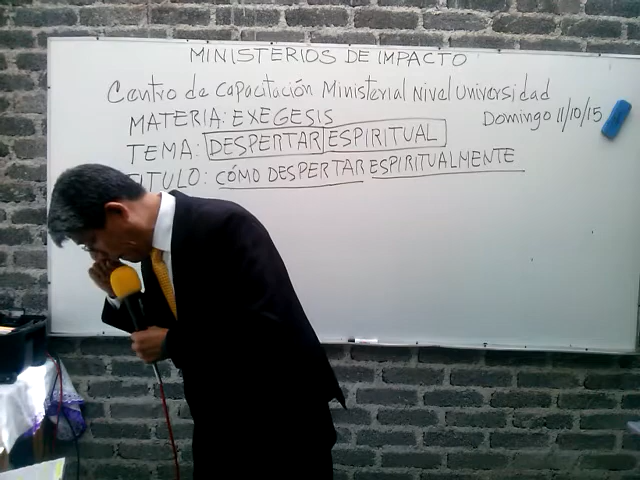 MINISTERIOS DE IMPACTO
Centro de Capacitación Ministerial Nivel Universidad
MATERIA: EXEGESIS Domingo 11/10/15
TEMA: DESPERTAR ESPIRITUAL
TITULO: CÓMO DESPERTAR ESPIRITUALMENTE